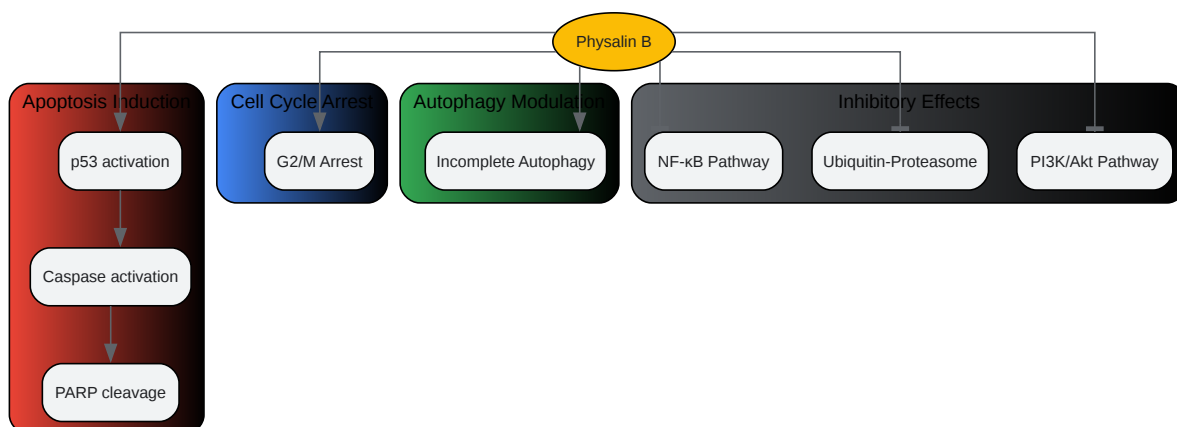 Physalin B
Apoptosis Induction
Cell Cycle Arrest
Autophagy Modulation
Inhibitory Effects
p53 activation
G2/M Arrest
Incomplete Autophagy
NF-κB Pathway
Ubiquitin-Proteasome
PI3K/Akt Pathway
Caspase activation
PARP cleavage